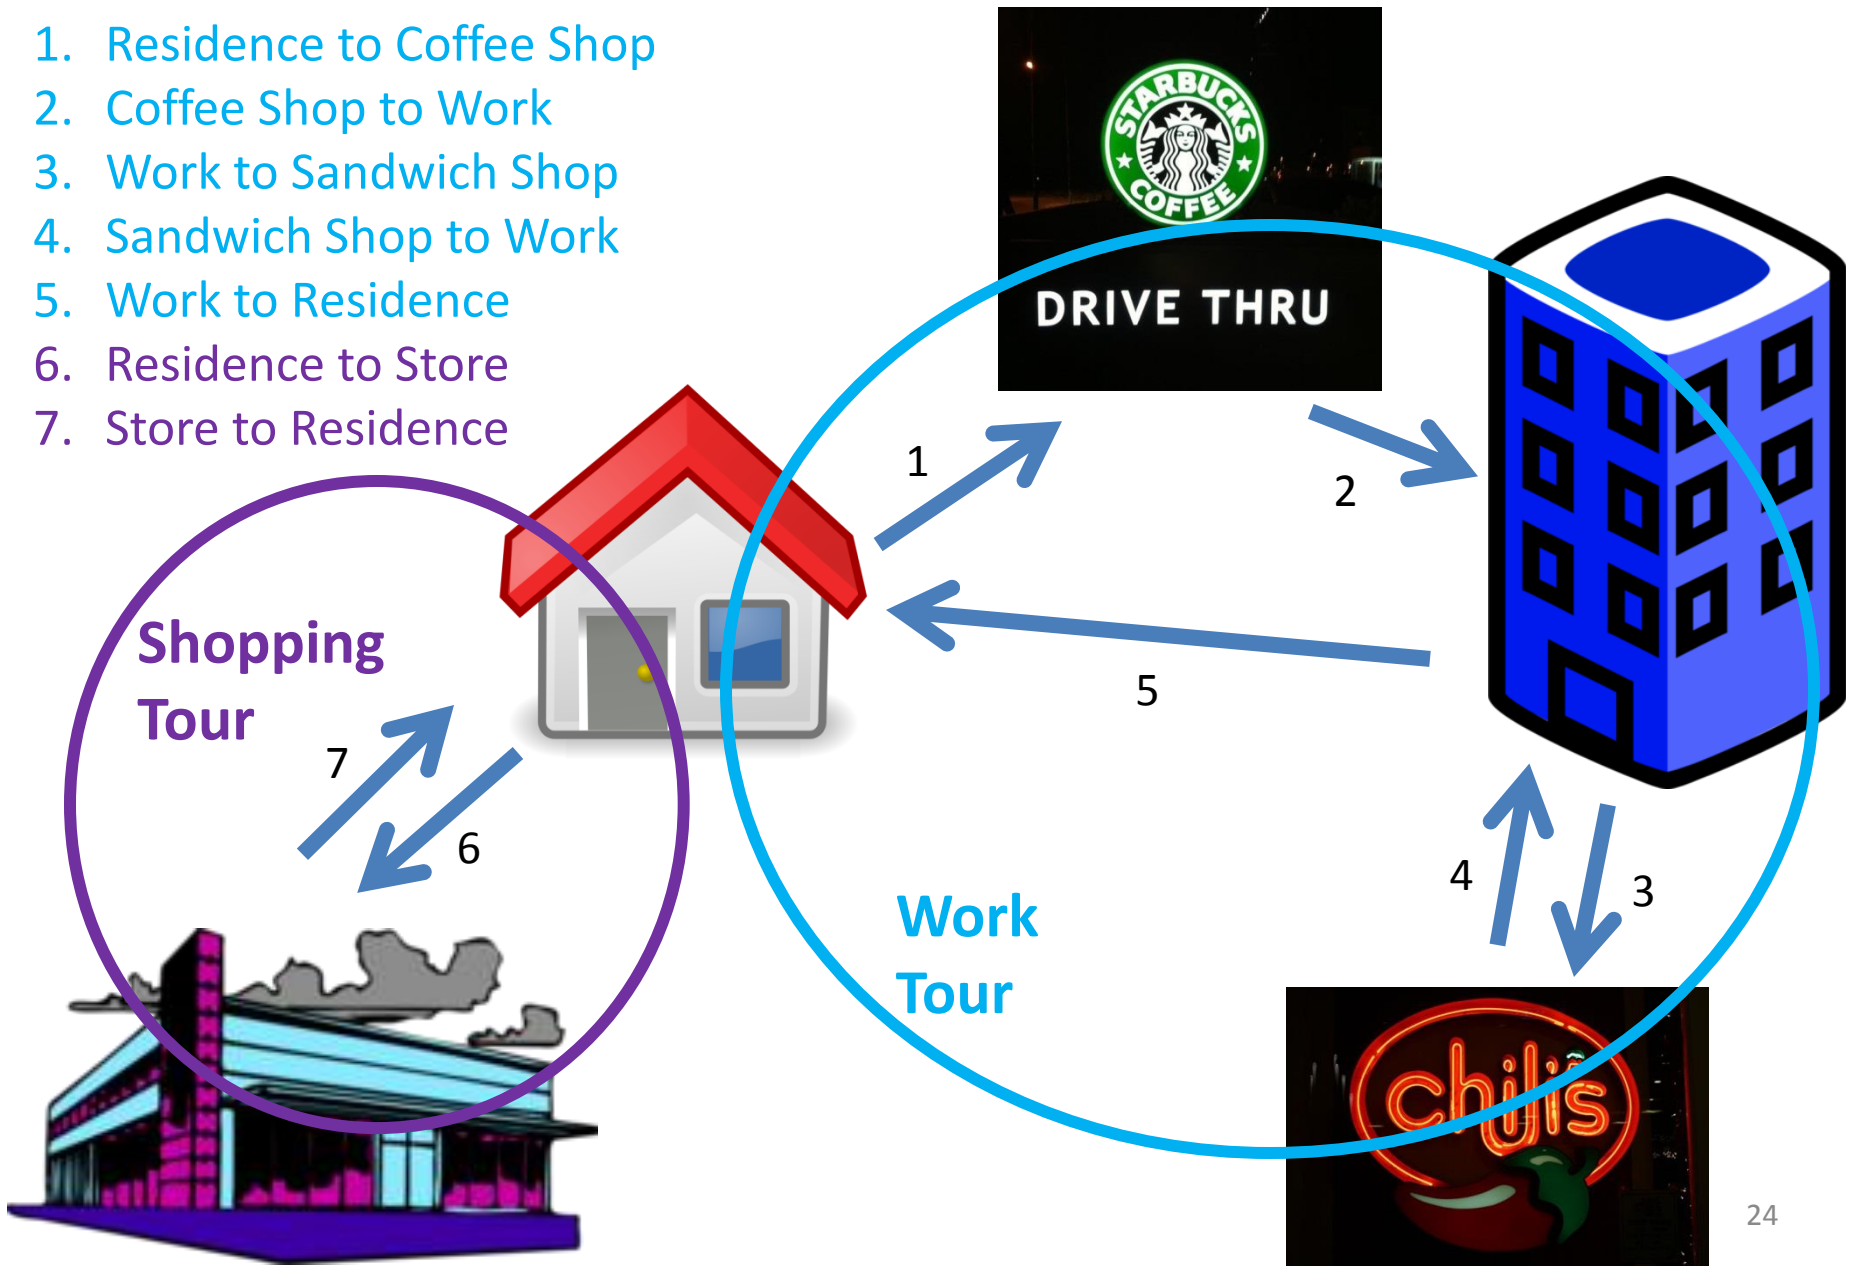 1. Residence to Coffee Shop
2. Coffee Shop to Work
3. Work to Sandwich Shop
4. Sandwich Shop to Work
5. Work to Residence
6. Residence to Store
7. Store to Residence
STARBUCKS
COFFEE
DRIVE THRU
1
2
5
Shopping
Tour
7
6
4
3
Work
Tour
chili's
24